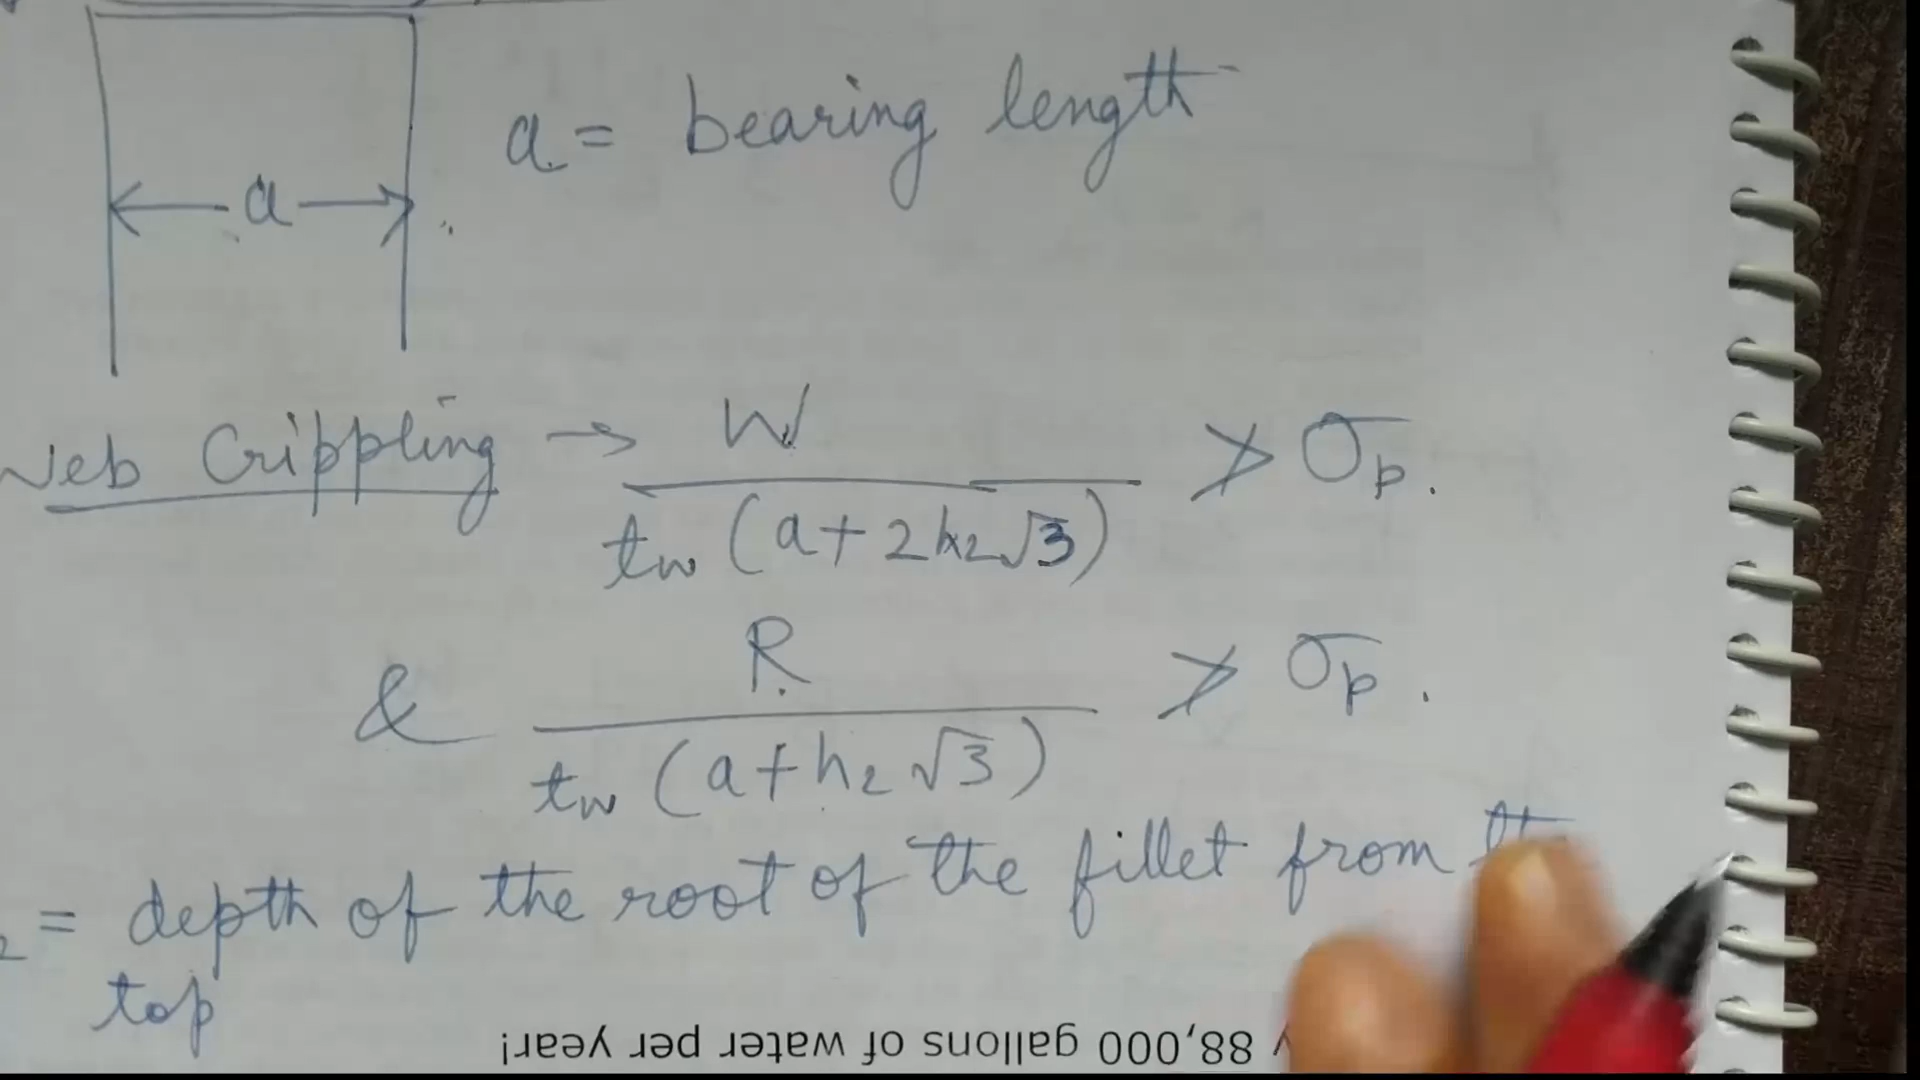 a = bearing length
a
Web Crippling → W / tw (a + 2h2√3) ≯ σp.
& R / tw (a + h2√3) ≯ σp.
2 = depth of the root of the fillet from
top
88,000 gallons of water per year!